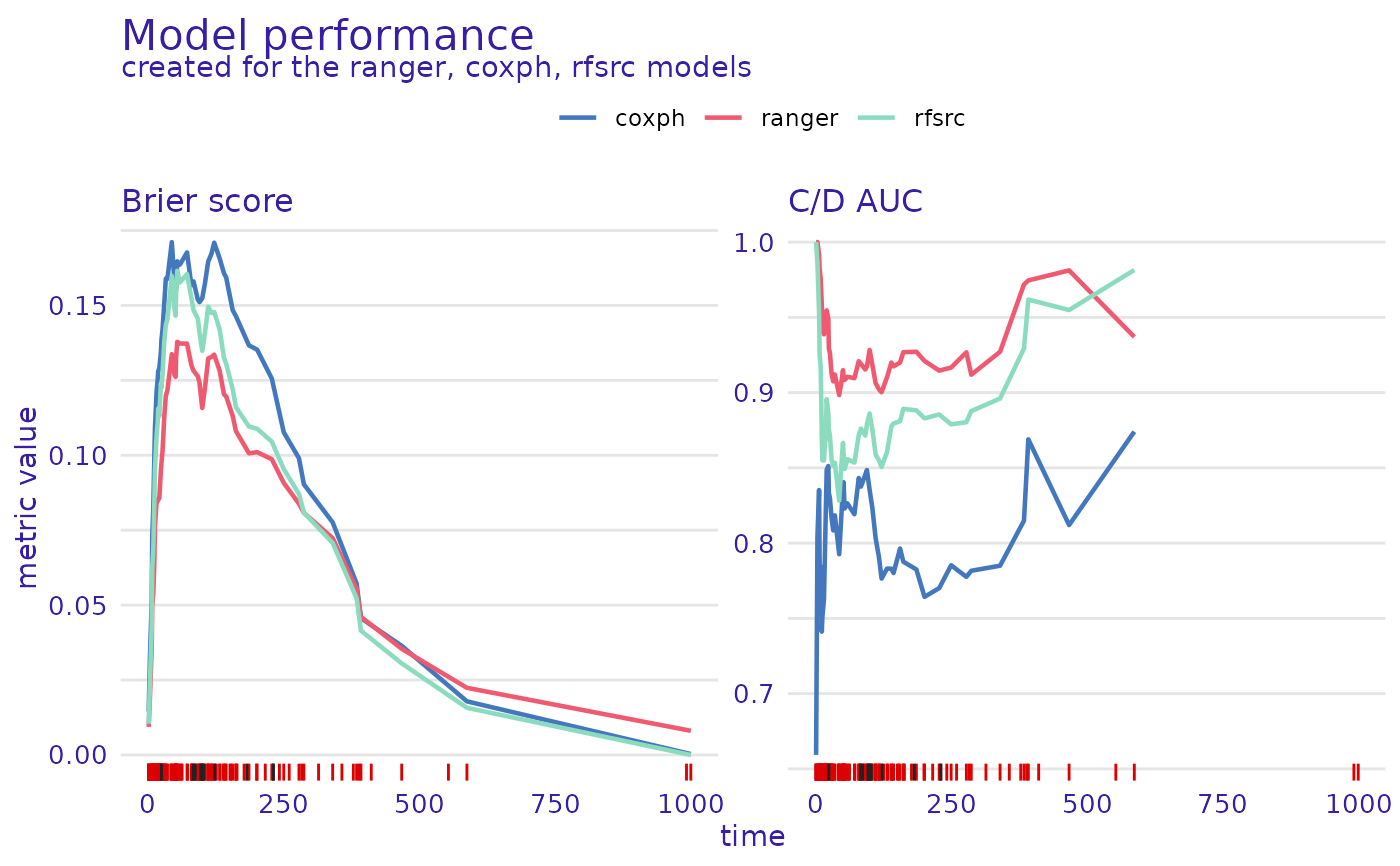 Model performance
created for the ranger, coxph, rfsrc models
coxph ranger rfsrc
Brier score
C/D AUC
metric value
0.15
0.10
0.05
0.00
0 250 500 750 1000
1.0
0.9
0.8
0.7
0 250 500 750 1000
time